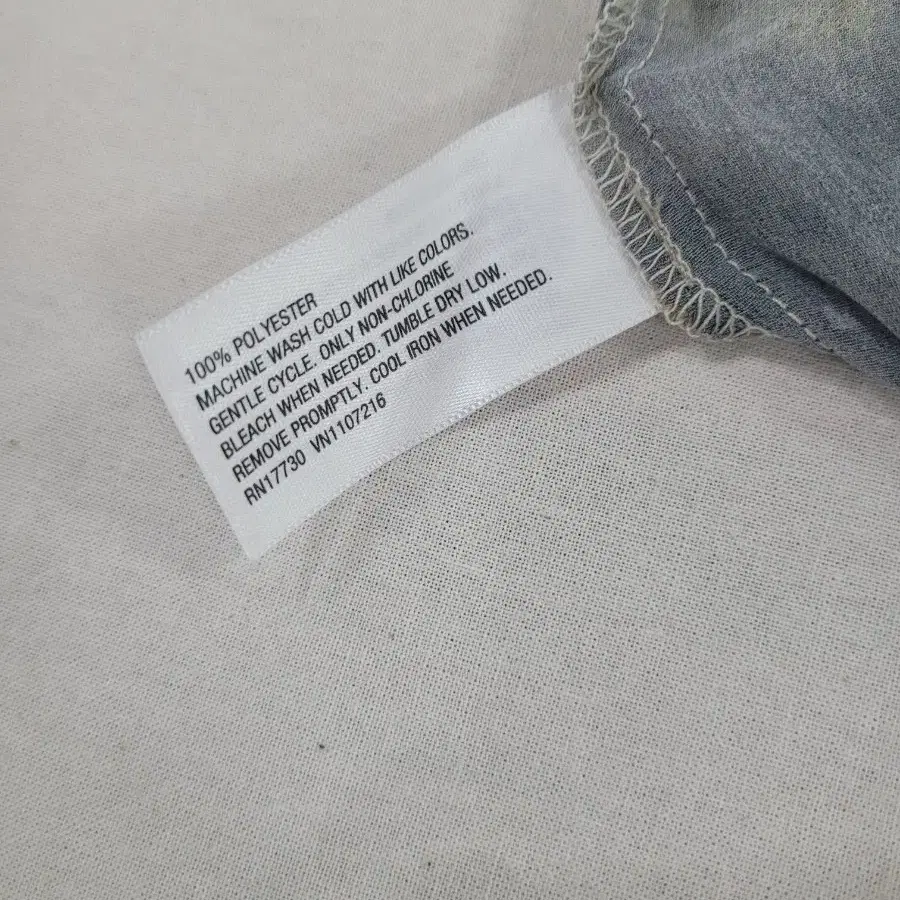 100% POLYESTER
MACHINE WASH COLD WITH LIKE COLORS.
GENTLE CYCLE. ONLY NON-CHLORINE
BLEACH WHEN NEEDED. TUMBLE DRY LOW.
REMOVE PROMPTLY. COOL IRON WHEN NEEDED.
RN17730 VN1107216